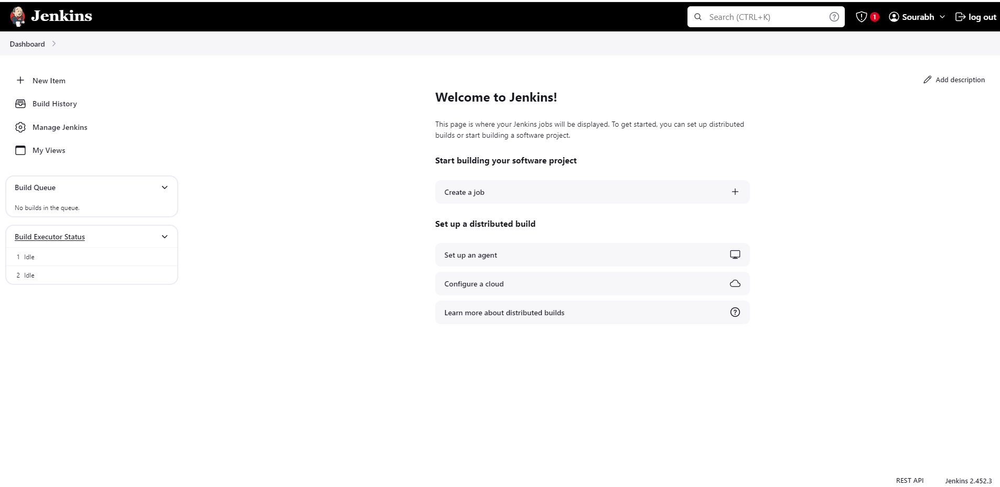 Jenkins
Search (CTRL+K)
1
Sourabh
log out
Dashboard
New Item
Build History
Manage Jenkins
My Views
Build Queue
No builds in the queue.
Build Executor Status
1 Idle
2 Idle
Add description
Welcome to Jenkins!
This page is where your Jenkins jobs will be displayed. To get started, you can set up distributed
builds or start building a software project.
Start building your software project
Create a job
Set up a distributed build
Set up an agent
Configure a cloud
Learn more about distributed builds
REST API
Jenkins 2.452.3